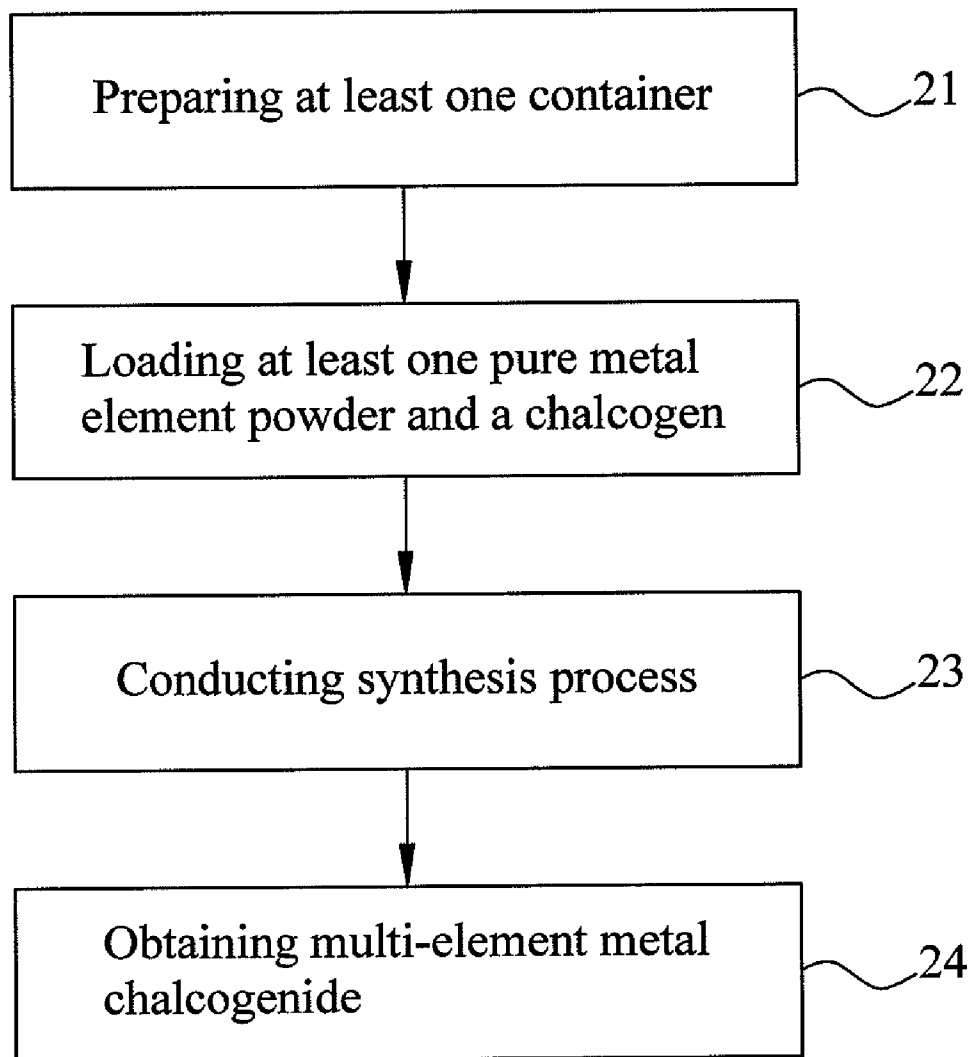 Preparing at least one container
21
Loading at least one pure metal
element powder and a chalcogen
22
Conducting synthesis process
23
Obtaining multi-element metal
chalcogenide
24